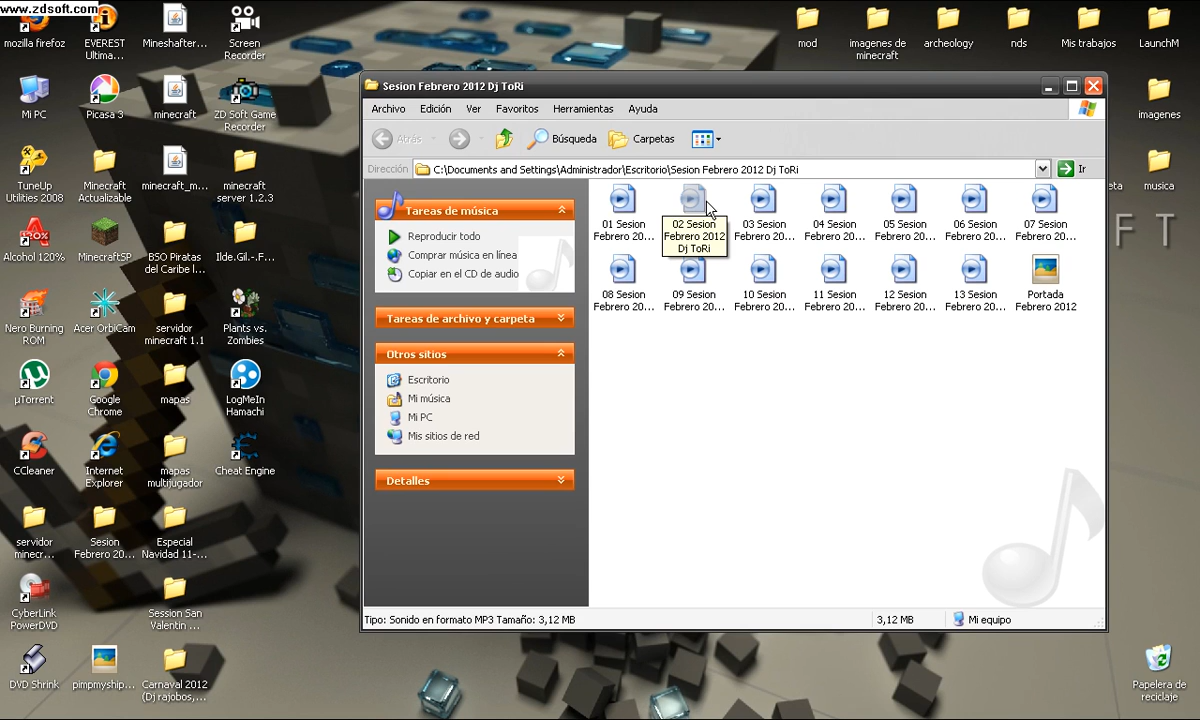 www.zdsoft.com
mozilla firefox
EVEREST
Ultima...
Mineshafter...
Screen
Recorder
mod
imagenes de
minecraft
archeology
nds
Mis trabajos
LaunchM
Mi PC
Picasa 3
minecraft
ZD Soft Game
Recorder
imagenes
TuneUp
Utilities 2008
Minecraft
Actualizable
minecraft_m...
minecraft
server 1.2.3
eta
musica
Alcohol 120%
MinecraftSP
BSO Piratas
del Caribe l...
Ilde.Gil.-.F...
F T
Nero Burning
ROM
Acer OrbiCam
servidor
minecraft 1.1
Plants vs.
Zombies
µTorrent
Google
Chrome
mapas
LogMeIn
Hamachi
CCleaner
Internet
Explorer
mapas
multijugador
Cheat Engine
servidor
minecr...
Sesion
Febrero 20...
Especial
Navidad 11-...
CyberLink
PowerDVD
Session San
Valentin ...
DVD Shrink
pimpmyship...
Carnaval 2012
(Dj rajobos,...
Papelera de
reciclaje
Sesion Febrero 2012 Dj ToRi
Archivo Edición Ver Favoritos Herramientas Ayuda
Atrás Búsqueda Carpetas
Dirección C:\Documents and Settings\Administrador\Escritorio\Sesion Febrero 2012 Dj ToRi Ir
Tareas de música
Reproducir todo
Comprar música en línea
Copiar en el CD de audio
Tareas de archivo y carpeta
Otros sitios
Escritorio
Mi música
Mi PC
Mis sitios de red
Detalles
01 Sesion
Febrero 20...
02 Sesion
Febrero 2012
Dj ToRi
03 Sesion
Febrero 20...
04 Sesion
Febrero 20...
05 Sesion
Febrero 20...
06 Sesion
Febrero 20...
07 Sesion
Febrero 20...
08 Sesion
Febrero 20...
09 Sesion
Febrero 20...
10 Sesion
Febrero 20...
11 Sesion
Febrero 20...
12 Sesion
Febrero 20...
13 Sesion
Febrero 20...
Portada
Febrero 2012
Tipo: Sonido en formato MP3 Tamaño: 3,12 MB 3,12 MB Mi equipo